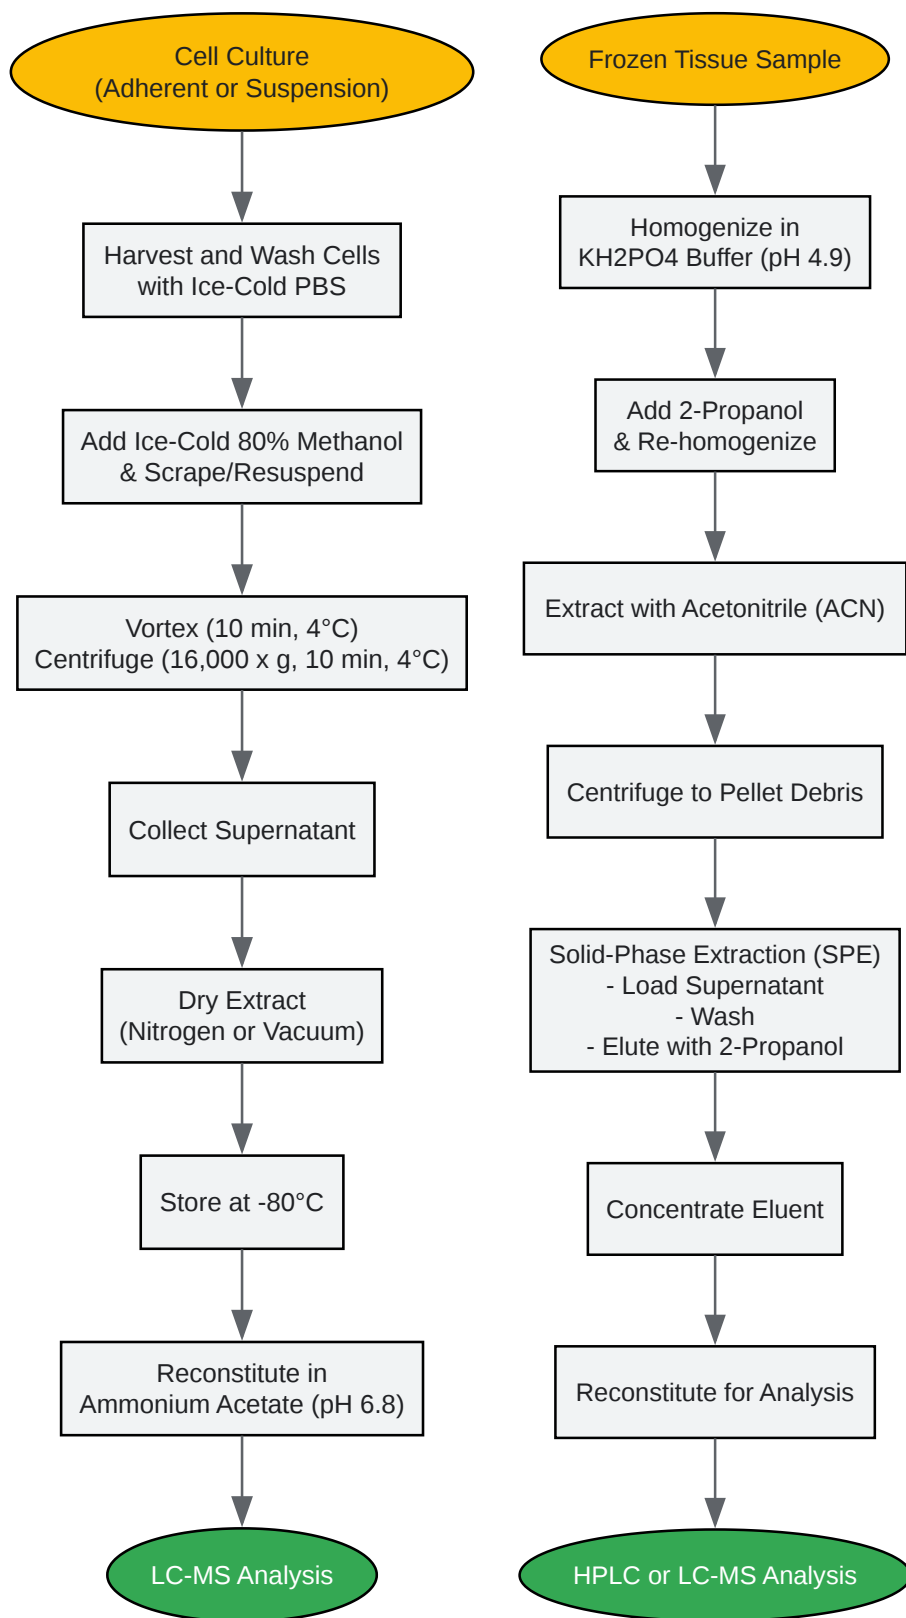 Cell Culture
(Adherent or Suspension)
Harvest and Wash Cells
with Ice-Cold PBS
Add Ice-Cold 80% Methanol
& Scrape/Resuspend
Vortex (10 min, 4°C)
Centrifuge (16,000 x g, 10 min, 4°C)
Collect Supernatant
Dry Extract
(Nitrogen or Vacuum)
Store at -80°C
Reconstitute in
Ammonium Acetate (pH 6.8)
LC-MS Analysis
Frozen Tissue Sample
Homogenize in
KH2PO4 Buffer (pH 4.9)
Add 2-Propanol
& Re-homogenize
Extract with Acetonitrile (ACN)
Centrifuge to Pellet Debris
Solid-Phase Extraction (SPE)
- Load Supernatant
- Wash
- Elute with 2-Propanol
Concentrate Eluent
Reconstitute for Analysis
HPLC or LC-MS Analysis